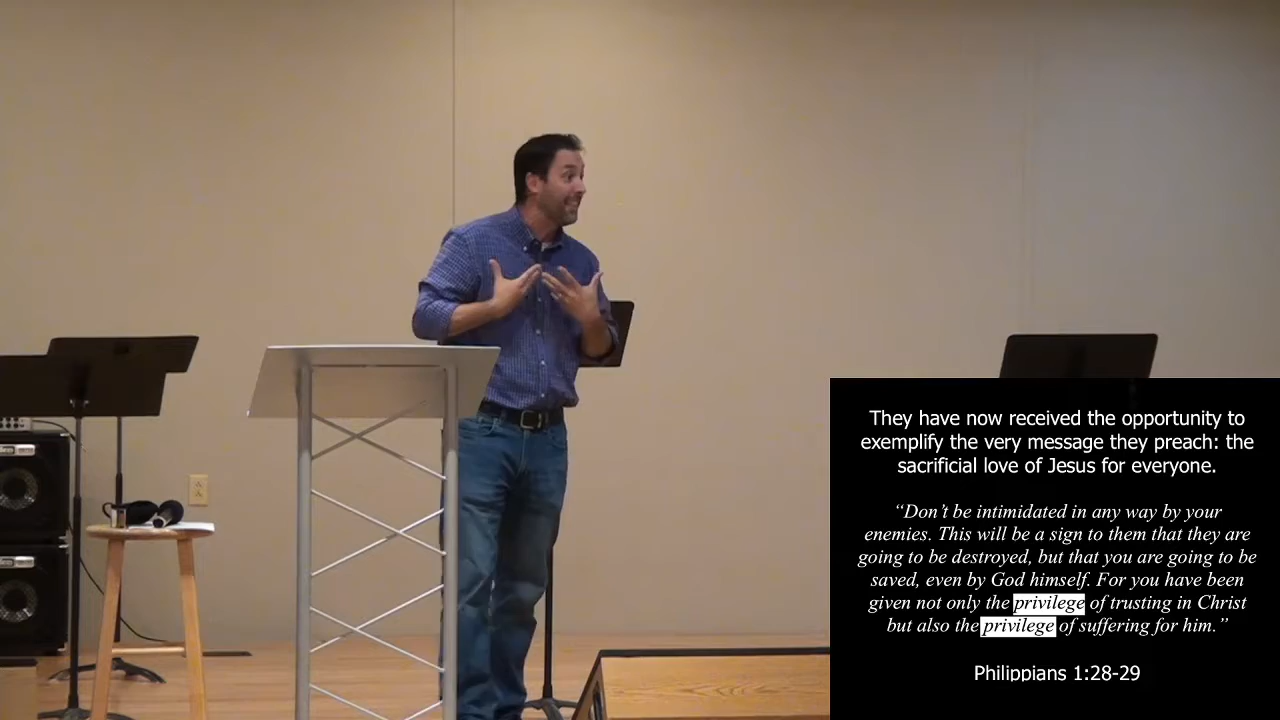 They have now received the opportunity to
exemplify the very message they preach: the
sacrificial love of Jesus for everyone.
“Don’t be intimidated in any way by your
enemies. This will be a sign to them that they are
going to be destroyed, but that you are going to be
saved, even by God himself. For you have been
given not only the privilege of trusting in Christ
but also the privilege of suffering for him.”
Philippians 1:28-29